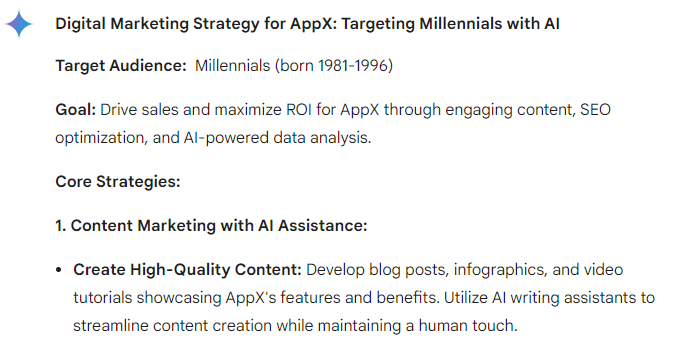 Digital Marketing Strategy for AppX: Targeting Millennials with AI
Target Audience: Millennials (born 1981-1996)
Goal: Drive sales and maximize ROI for AppX through engaging content, SEO
optimization, and AI-powered data analysis.
Core Strategies:
1. Content Marketing with AI Assistance:
• Create High-Quality Content: Develop blog posts, infographics, and video
tutorials showcasing AppX's features and benefits. Utilize AI writing assistants to
streamline content creation while maintaining a human touch.